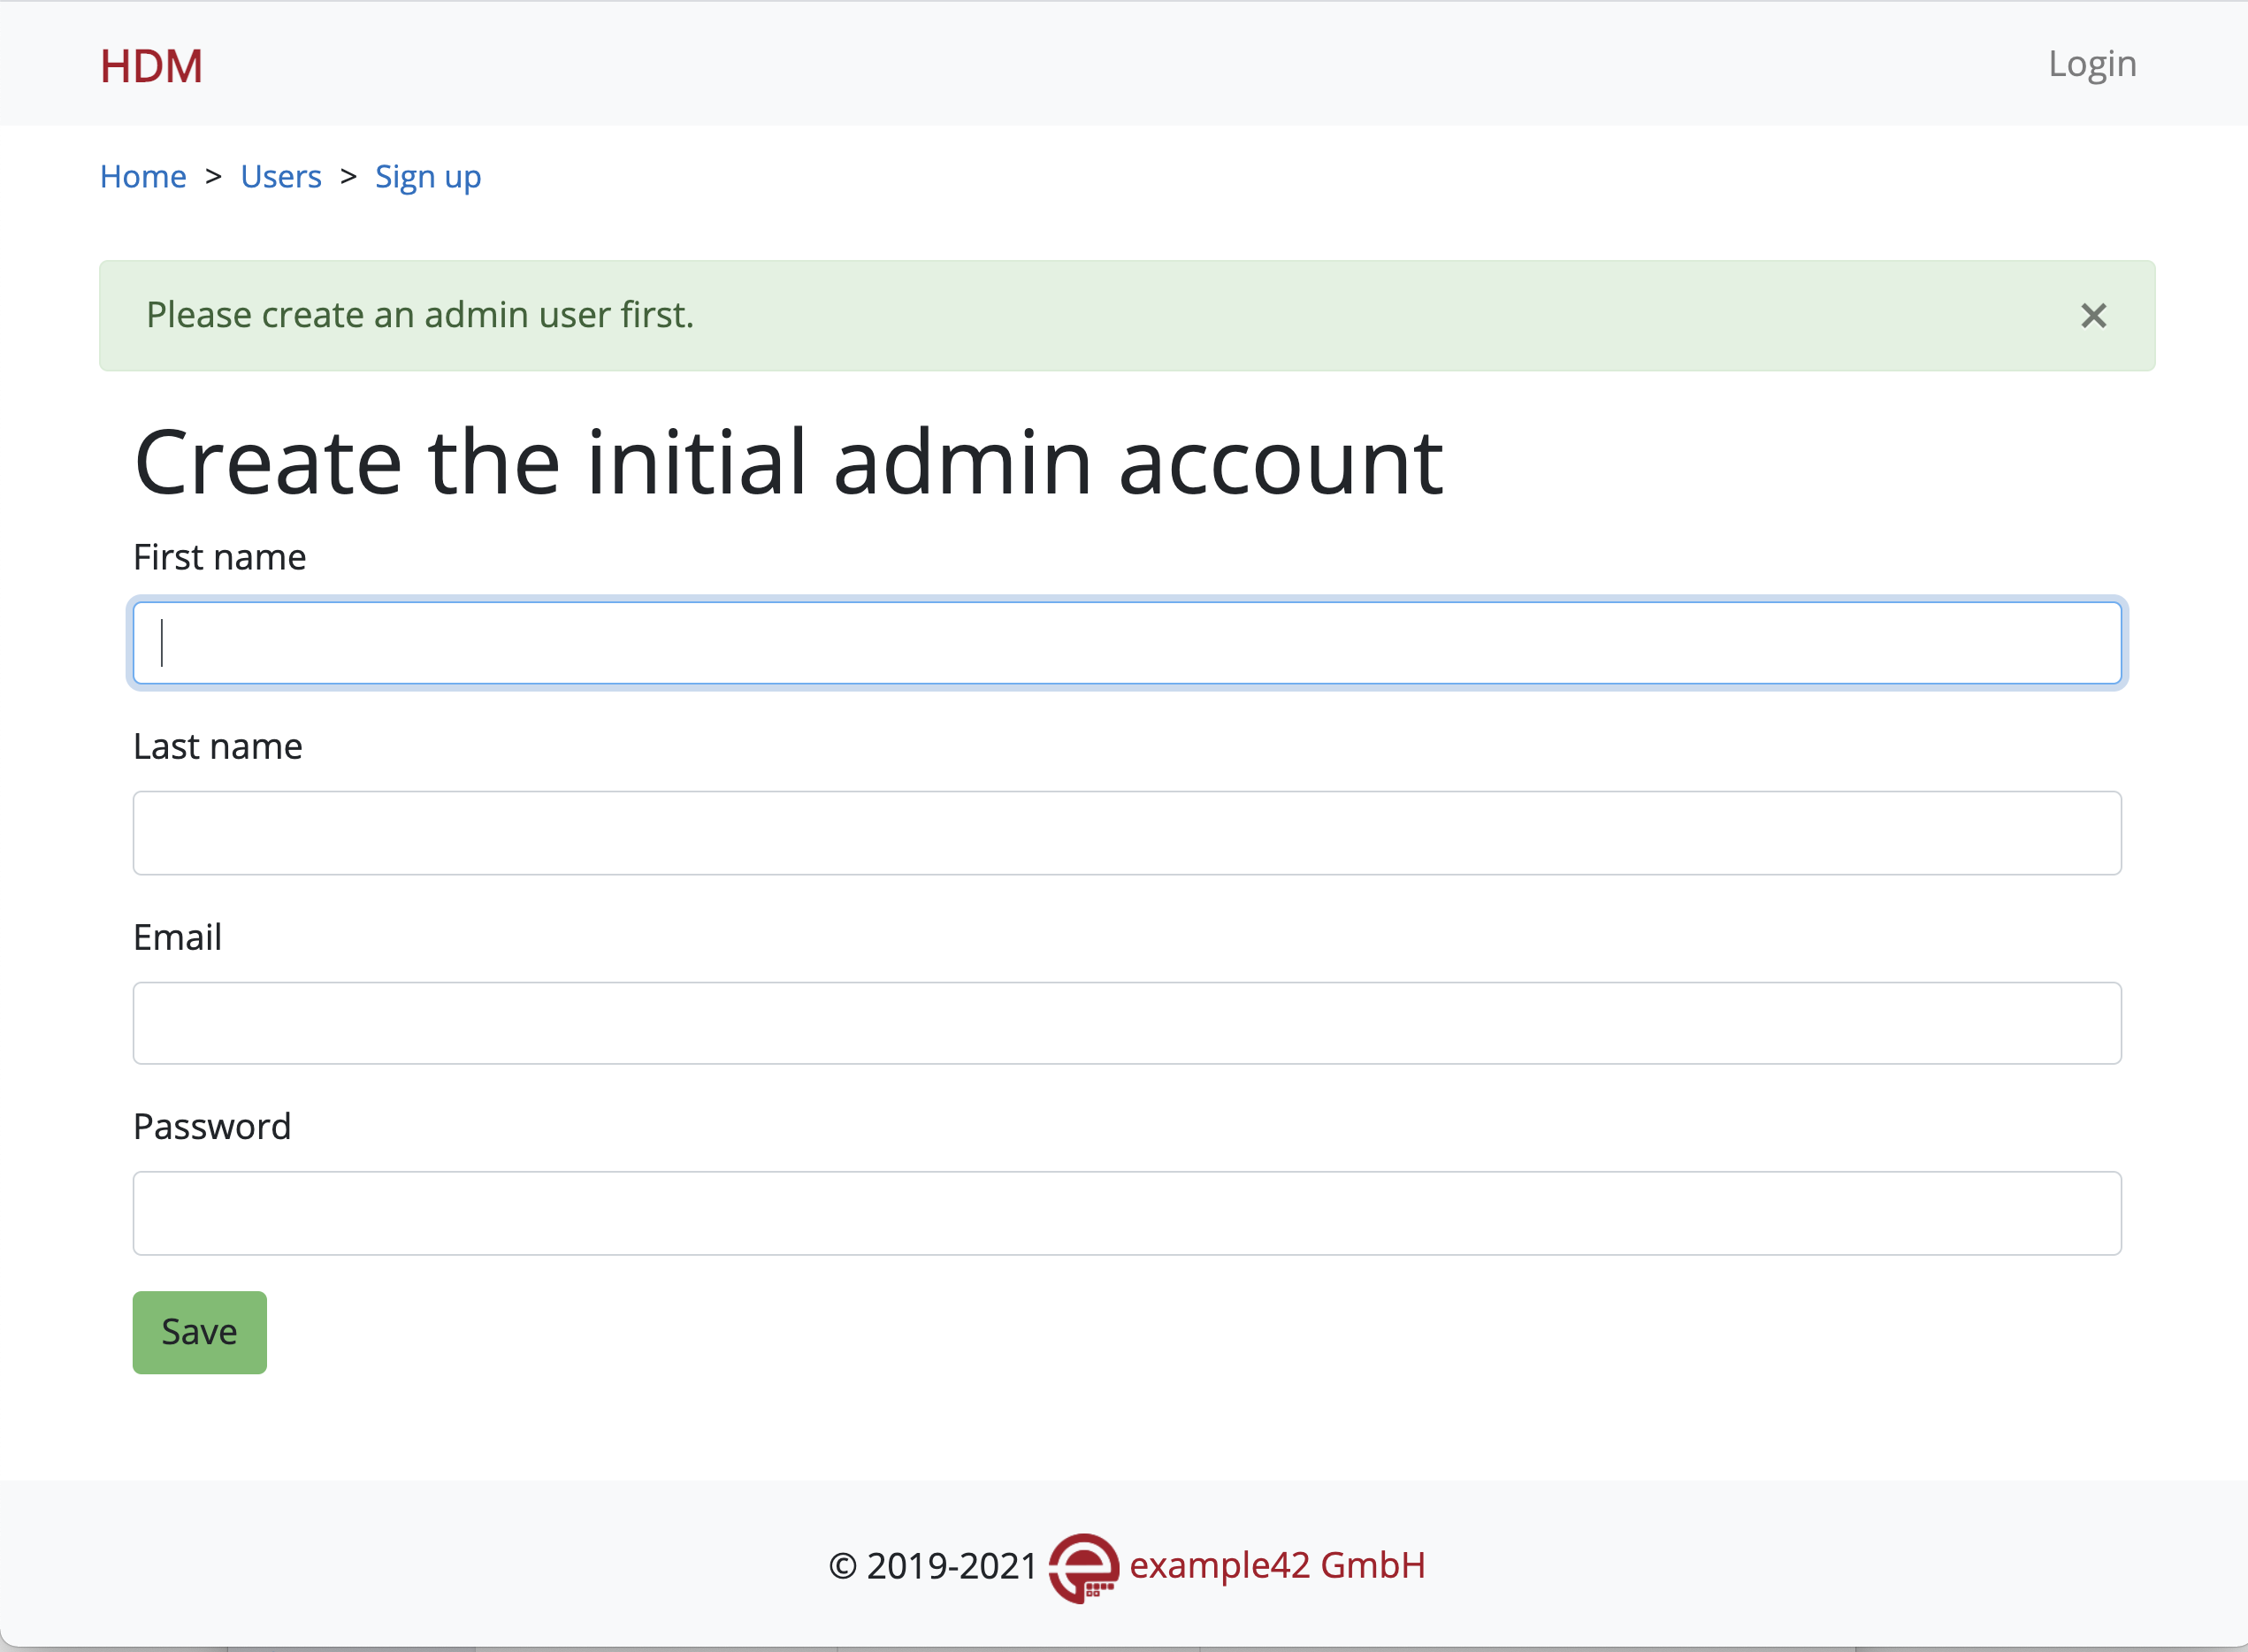 HDM Login
Home > Users > Sign up
Please create an admin user first. ×
Create the initial admin account
First name
Last name
Email
Password
Save
© 2019-2021 example42 GmbH